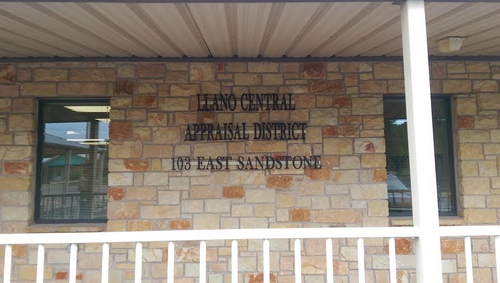 LLANO CENTRAL
APPRAISAL DISTRICT
103 EAST SANDSTONE